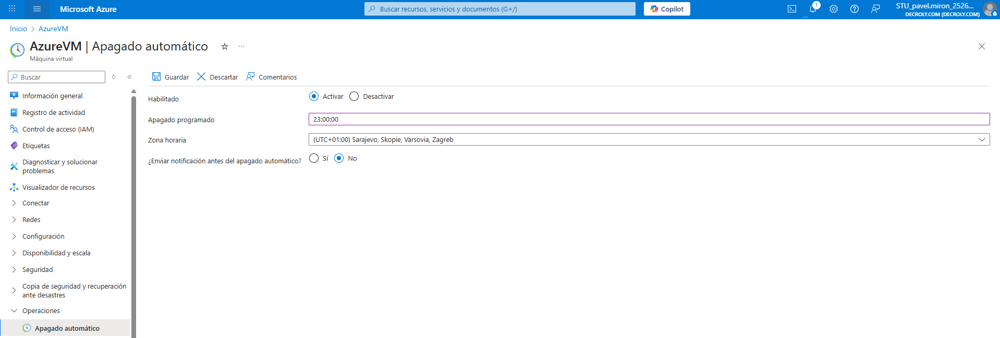 Microsoft Azure
Buscar recursos, servicios y documentos (G+/)
Copilot
1
STU_pavel.miron_2526...
DECROLY.COM (DECROLY.COM)
Inicio > AzureVM
AzureVM | Apagado automático
Máquina virtual
Buscar
Guardar
Descartar
Comentarios
Información general
Registro de actividad
Control de acceso (IAM)
Etiquetas
Diagnosticar y solucionar
problemas
Visualizador de recursos
Conectar
Redes
Configuración
Disponibilidad y escala
Seguridad
Copia de seguridad y recuperación
ante desastres
Operaciones
Apagado automático
Habilitado
Activar
Desactivar
Apagado programado
23:00:00
Zona horaria
(UTC+01:00) Sarajevo, Skopie, Varsovia, Zagreb
¿Enviar notificación antes del apagado automático?
Sí
No